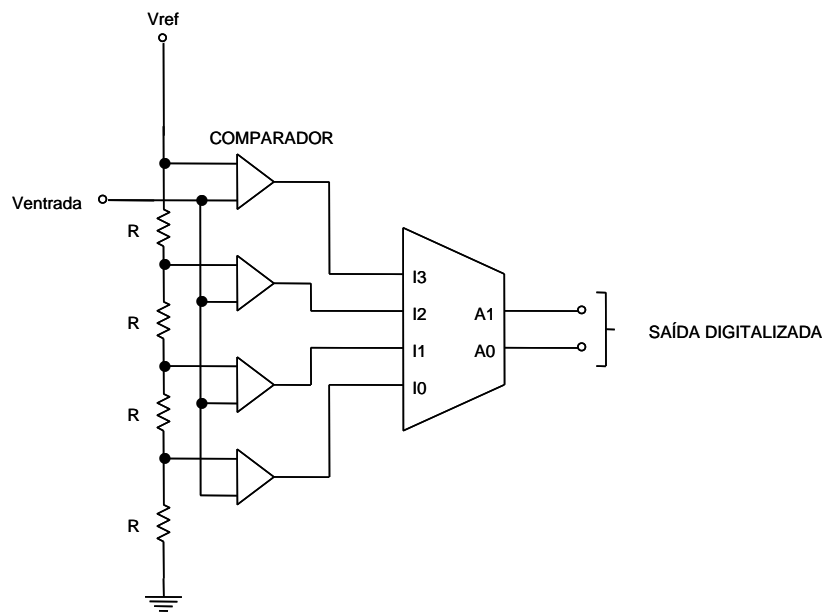 Vref
COMPARADOR
Ventrada
R
I3
R
I2
A1
SAÍDA DIGITALIZADA
I1
A0
I0
R
R